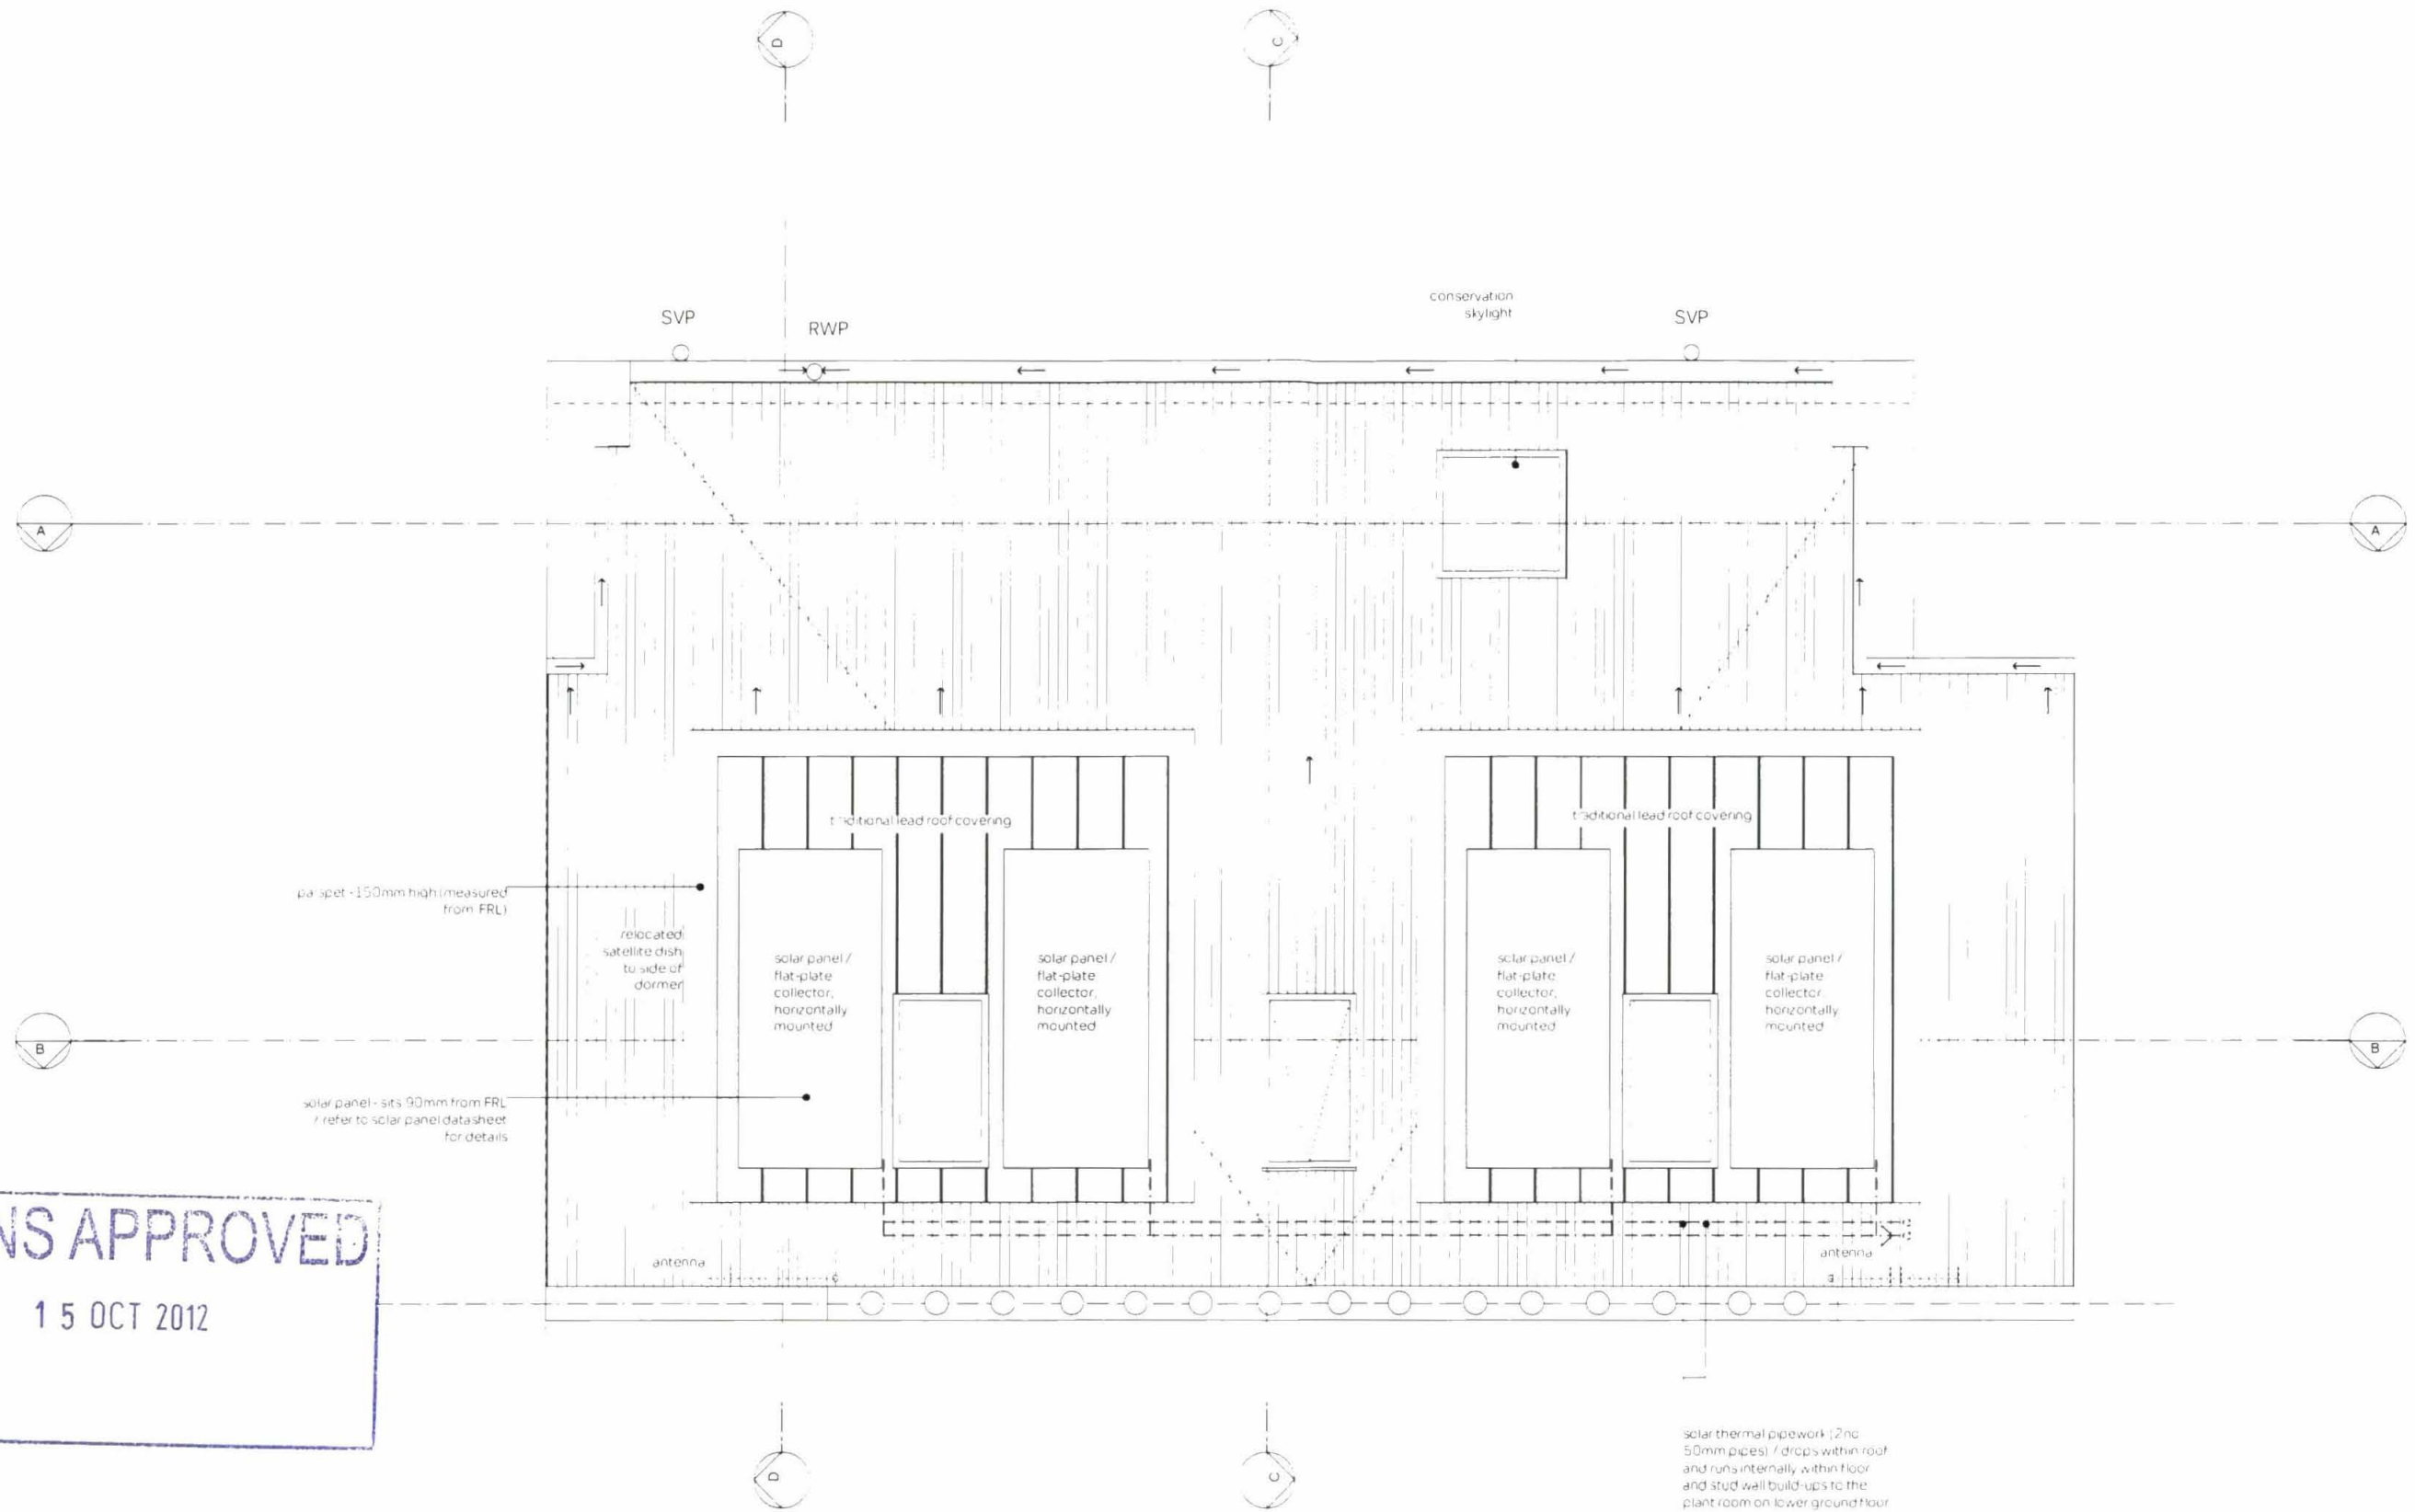 D
C
conservation
skylight
SVP
RWP
SVP
A
A
traditional lead roof covering
traditional lead roof covering
parapet - 150mm high (measured
from FRL)
relocated
satellite dish
to side of
dormer
solar panel /
flat-plate
collector,
horizontally
mounted
solar panel /
flat-plate
collector,
horizontally
mounted
solar panel /
flat-plate
collector,
horizontally
mounted
solar panel /
flat-plate
collector
horizontally
mounted
B
B
solar panel - sits 90mm from FRL
/ refer to solar panel datasheet
for details
NS APPROVED
15 OCT 2012
antenna
antenna
D
C
solar thermal pipework (2no
50mm pipes) / drops within roof
and runs internally within floor
and stud wall build-ups to the
plant room on lower ground floor